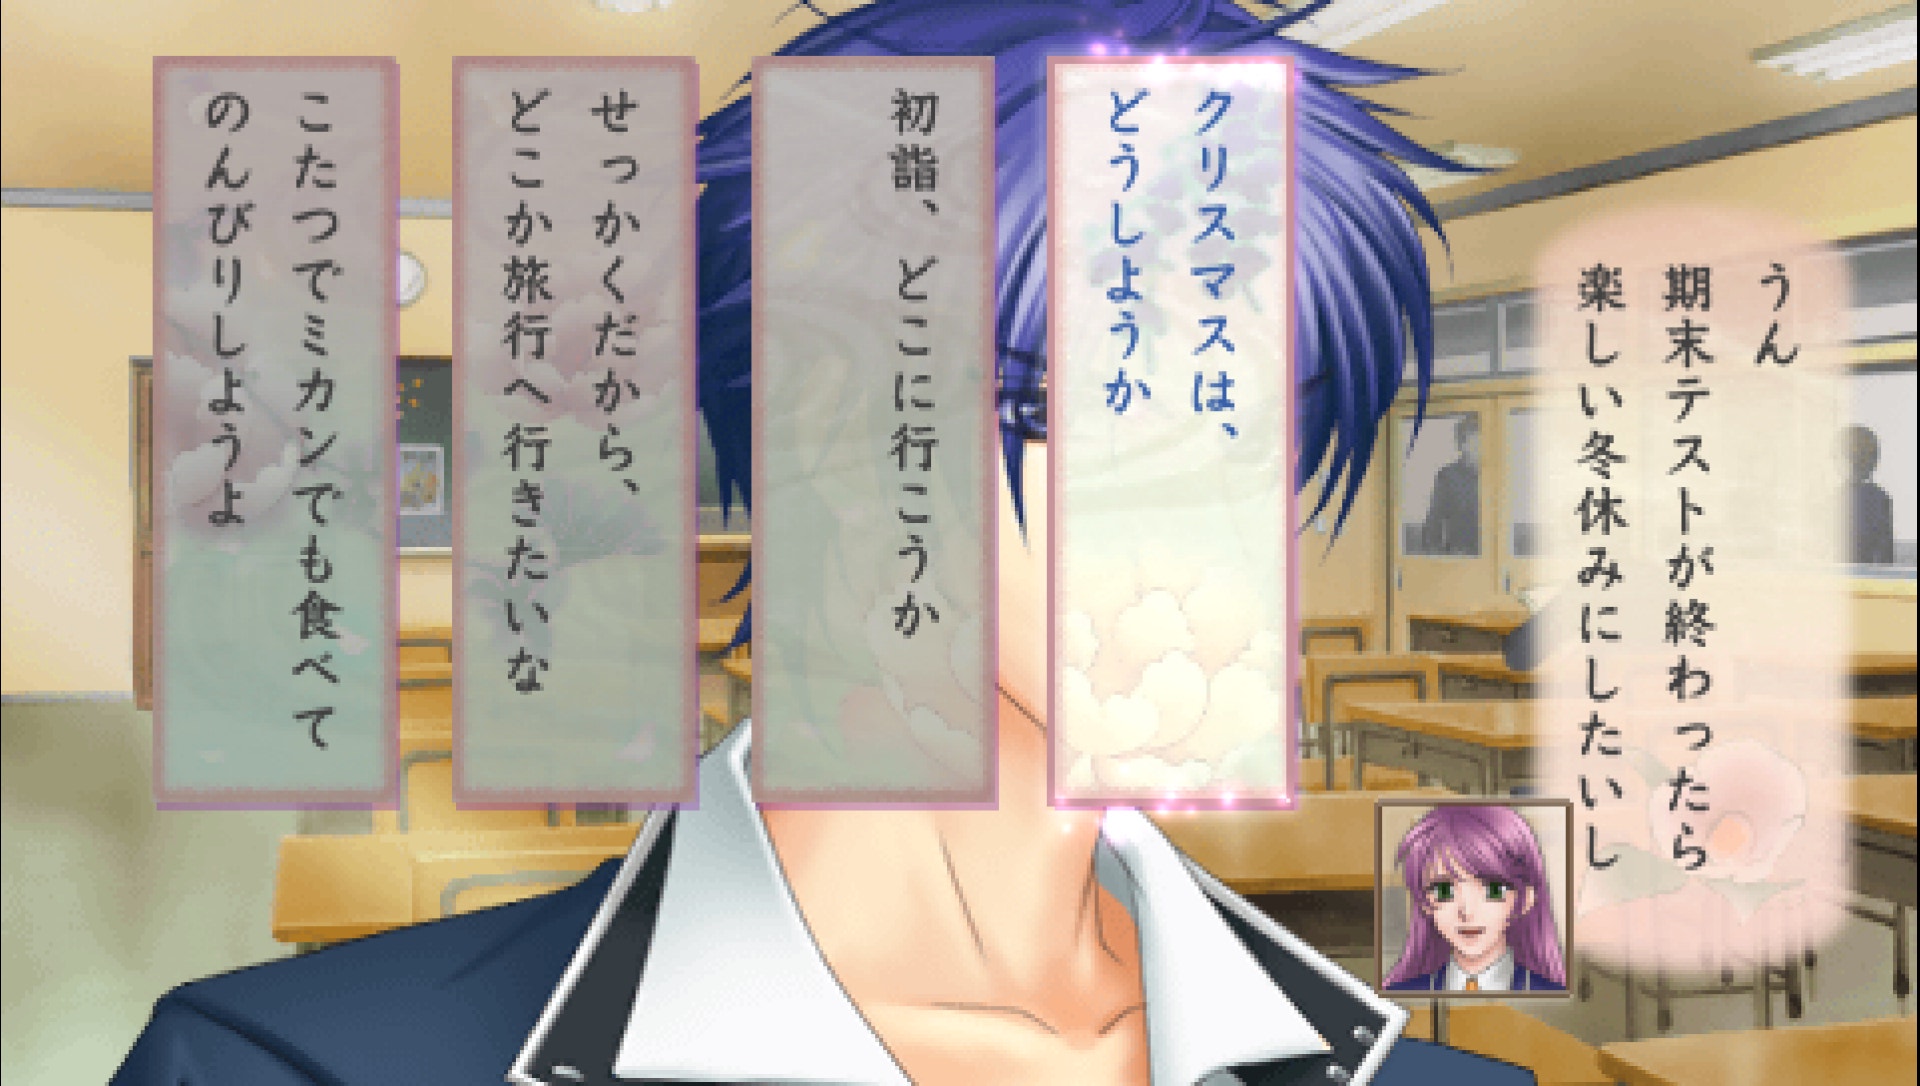 うん
期末テストが終わったら
楽しい冬休みにしたいし
クリスマスは、
どうしようか
初詣、どこに行こうか
せっかくだから、
どこか旅行へ行きたいな
こたつでミカンでも食べて
のんびりしようよ